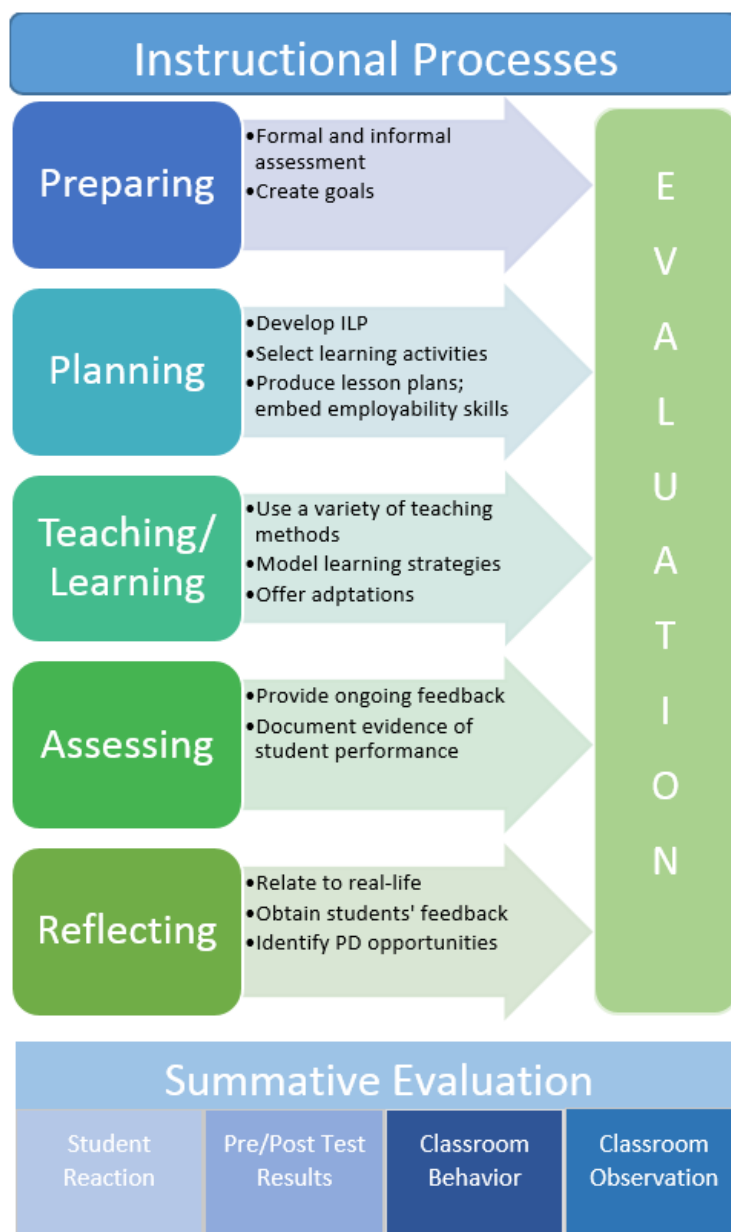 Instructional Processes
Preparing
•Formal and informal
assessment
•Create goals
Planning
•Develop ILP
•Select learning activities
•Produce lesson plans;
embed employability skills
Teaching/
Learning
•Use a variety of teaching
methods
•Model learning strategies
•Offer adptations
Assessing
•Provide ongoing feedback
•Document evidence of
student performance
Reflecting
•Relate to real-life
•Obtain students' feedback
•Identify PD opportunities
E
V
A
L
U
A
T
I
O
N
Summative Evaluation
Student
Reaction
Pre/Post Test
Results
Classroom
Behavior
Classroom
Observation